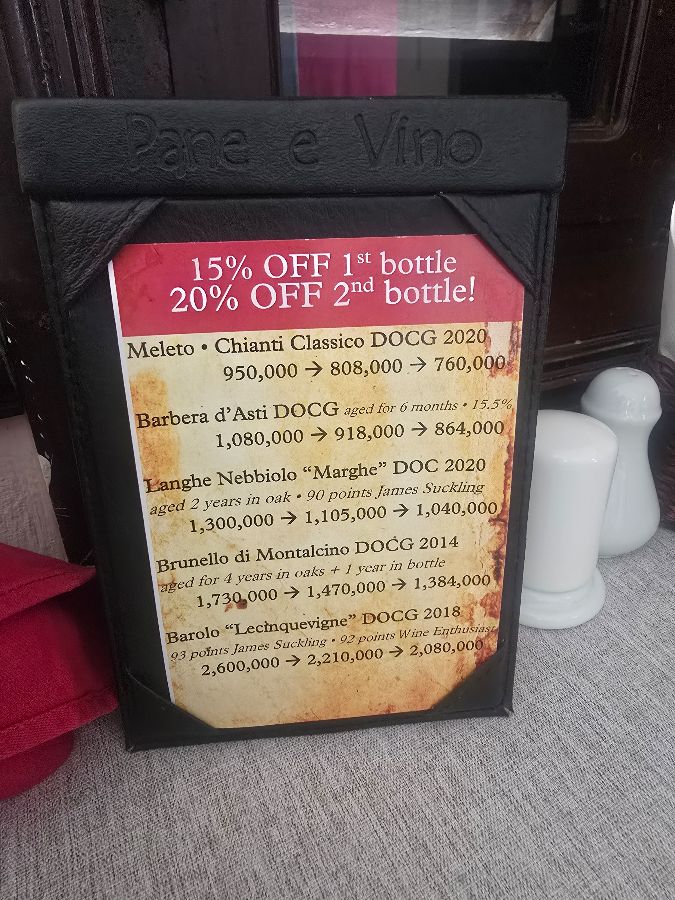 Pane e Vino
15% OFF 1st bottle
20% OFF 2nd bottle!
Meleto • Chianti Classico DOCG 2020
950,000 → 808,000 → 760,000
Barbera d'Asti DOCG aged for 6 months • 15.5%
1,080,000 → 918,000 → 864,000
Langhe Nebbiolo "Marghe" DOC 2020
aged 2 years in oak • 90 points James Suckling
1,300,000 → 1,105,000 → 1,040,000
Brunello di Montalcino DOCG 2014
aged for 4 years in oaks + 1 year in bottle
1,730,000 → 1,470,000 → 1,384,000
Barolo "Lecinquevigne" DOCG 2018
93 points James Suckling • 92 points Wine Enthusiast
2,600,000 → 2,210,000 → 2,080,000